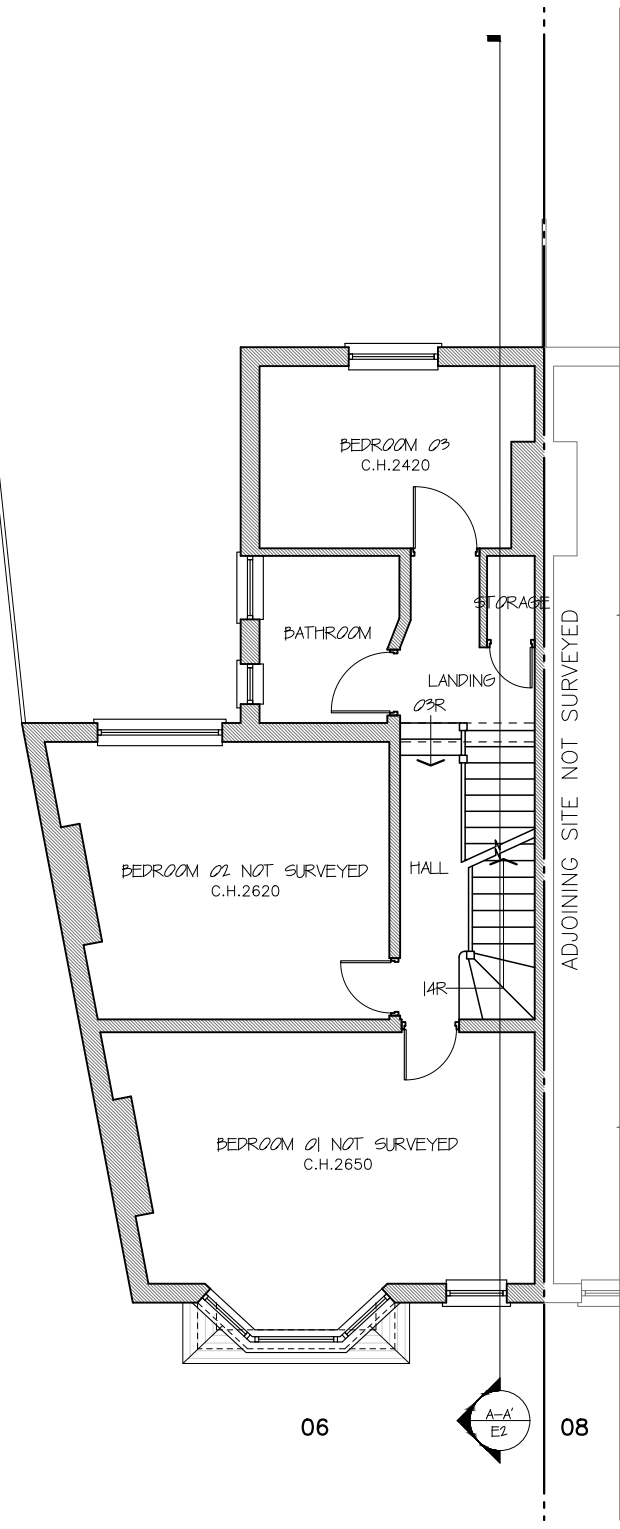 BEDROOM 03
C.H.2420
STORAGE
BATHROOM
LANDING
03R
ADJOINING SITE NOT SURVEYED
BEDROOM 02 NOT SURVEYED
C.H.2620
HALL
14R
BEDROOM 01 NOT SURVEYED
C.H.2650
A-A'
E2
06
08